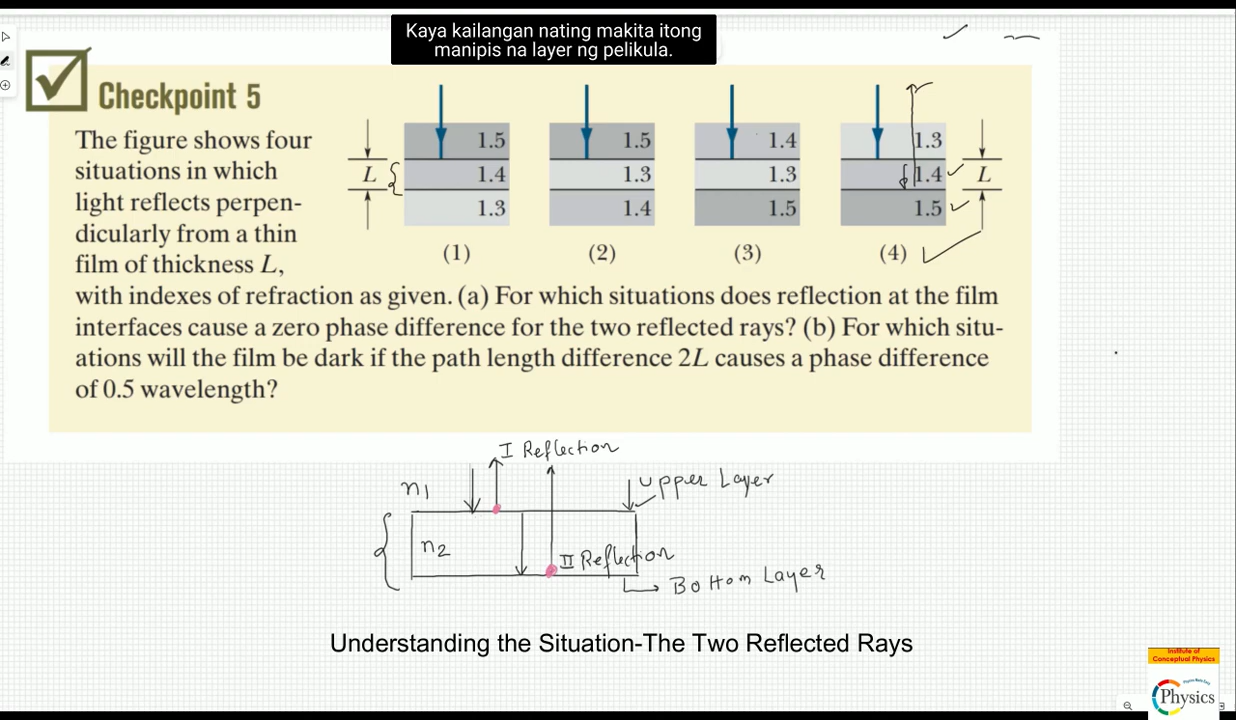 Kaya kailangan nating makita itong
manipis na layer ng pelikula.
Checkpoint 5
The figure shows four
situations in which
light reflects perpen-
dicularly from a thin
film of thickness L,
with indexes of refraction as given. (a) For which situations does reflection at the film
interfaces cause a zero phase difference for the two reflected rays? (b) For which situ-
ations will the film be dark if the path length difference 2L causes a phase difference
of 0.5 wavelength?
1.5 1.5 1.4 1.3
L 1.4 1.3 1.3 1.4 L
1.3 1.4 1.5 1.5
(1) (2) (3) (4)
I Reflection
n1 Upper Layer
n2 II Reflection
Bottom Layer
Understanding the Situation-The Two Reflected Rays
Institute of
Conceptual Physics
Physics